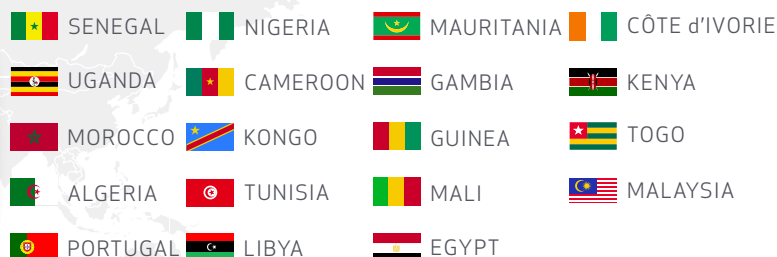 SENEGAL NIGERIA MAURITANIA CÔTE d'IVORIE
UGANDA CAMEROON GAMBIA KENYA
MOROCCO KONGO GUINEA TOGO
ALGERIA TUNISIA MALI MALAYSIA
PORTUGAL LIBYA EGYPT